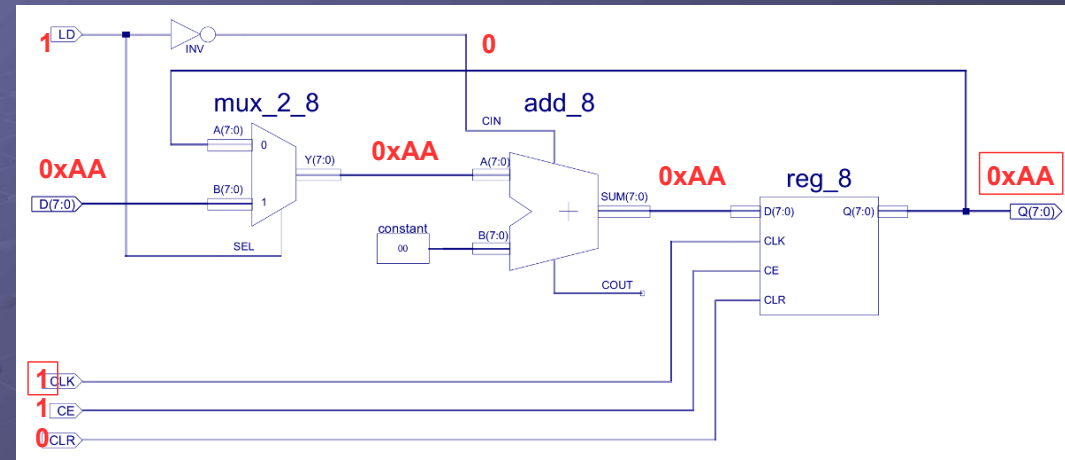 1 LD
INV
0
mux_2_8
add_8
CIN
A(7:0)
0
0xAA
Y(7:0)
0xAA
A(7:0)
0xAA
reg_8
0xAA
B(7:0)
1
D(7:0)
SUM(7:0)
D(7:0)
Q(7:0)
Q(7:0)
SEL
constant
00
B(7:0)
CLK
CE
COUT
CLR
1 CLK
1 CE
0 CLR